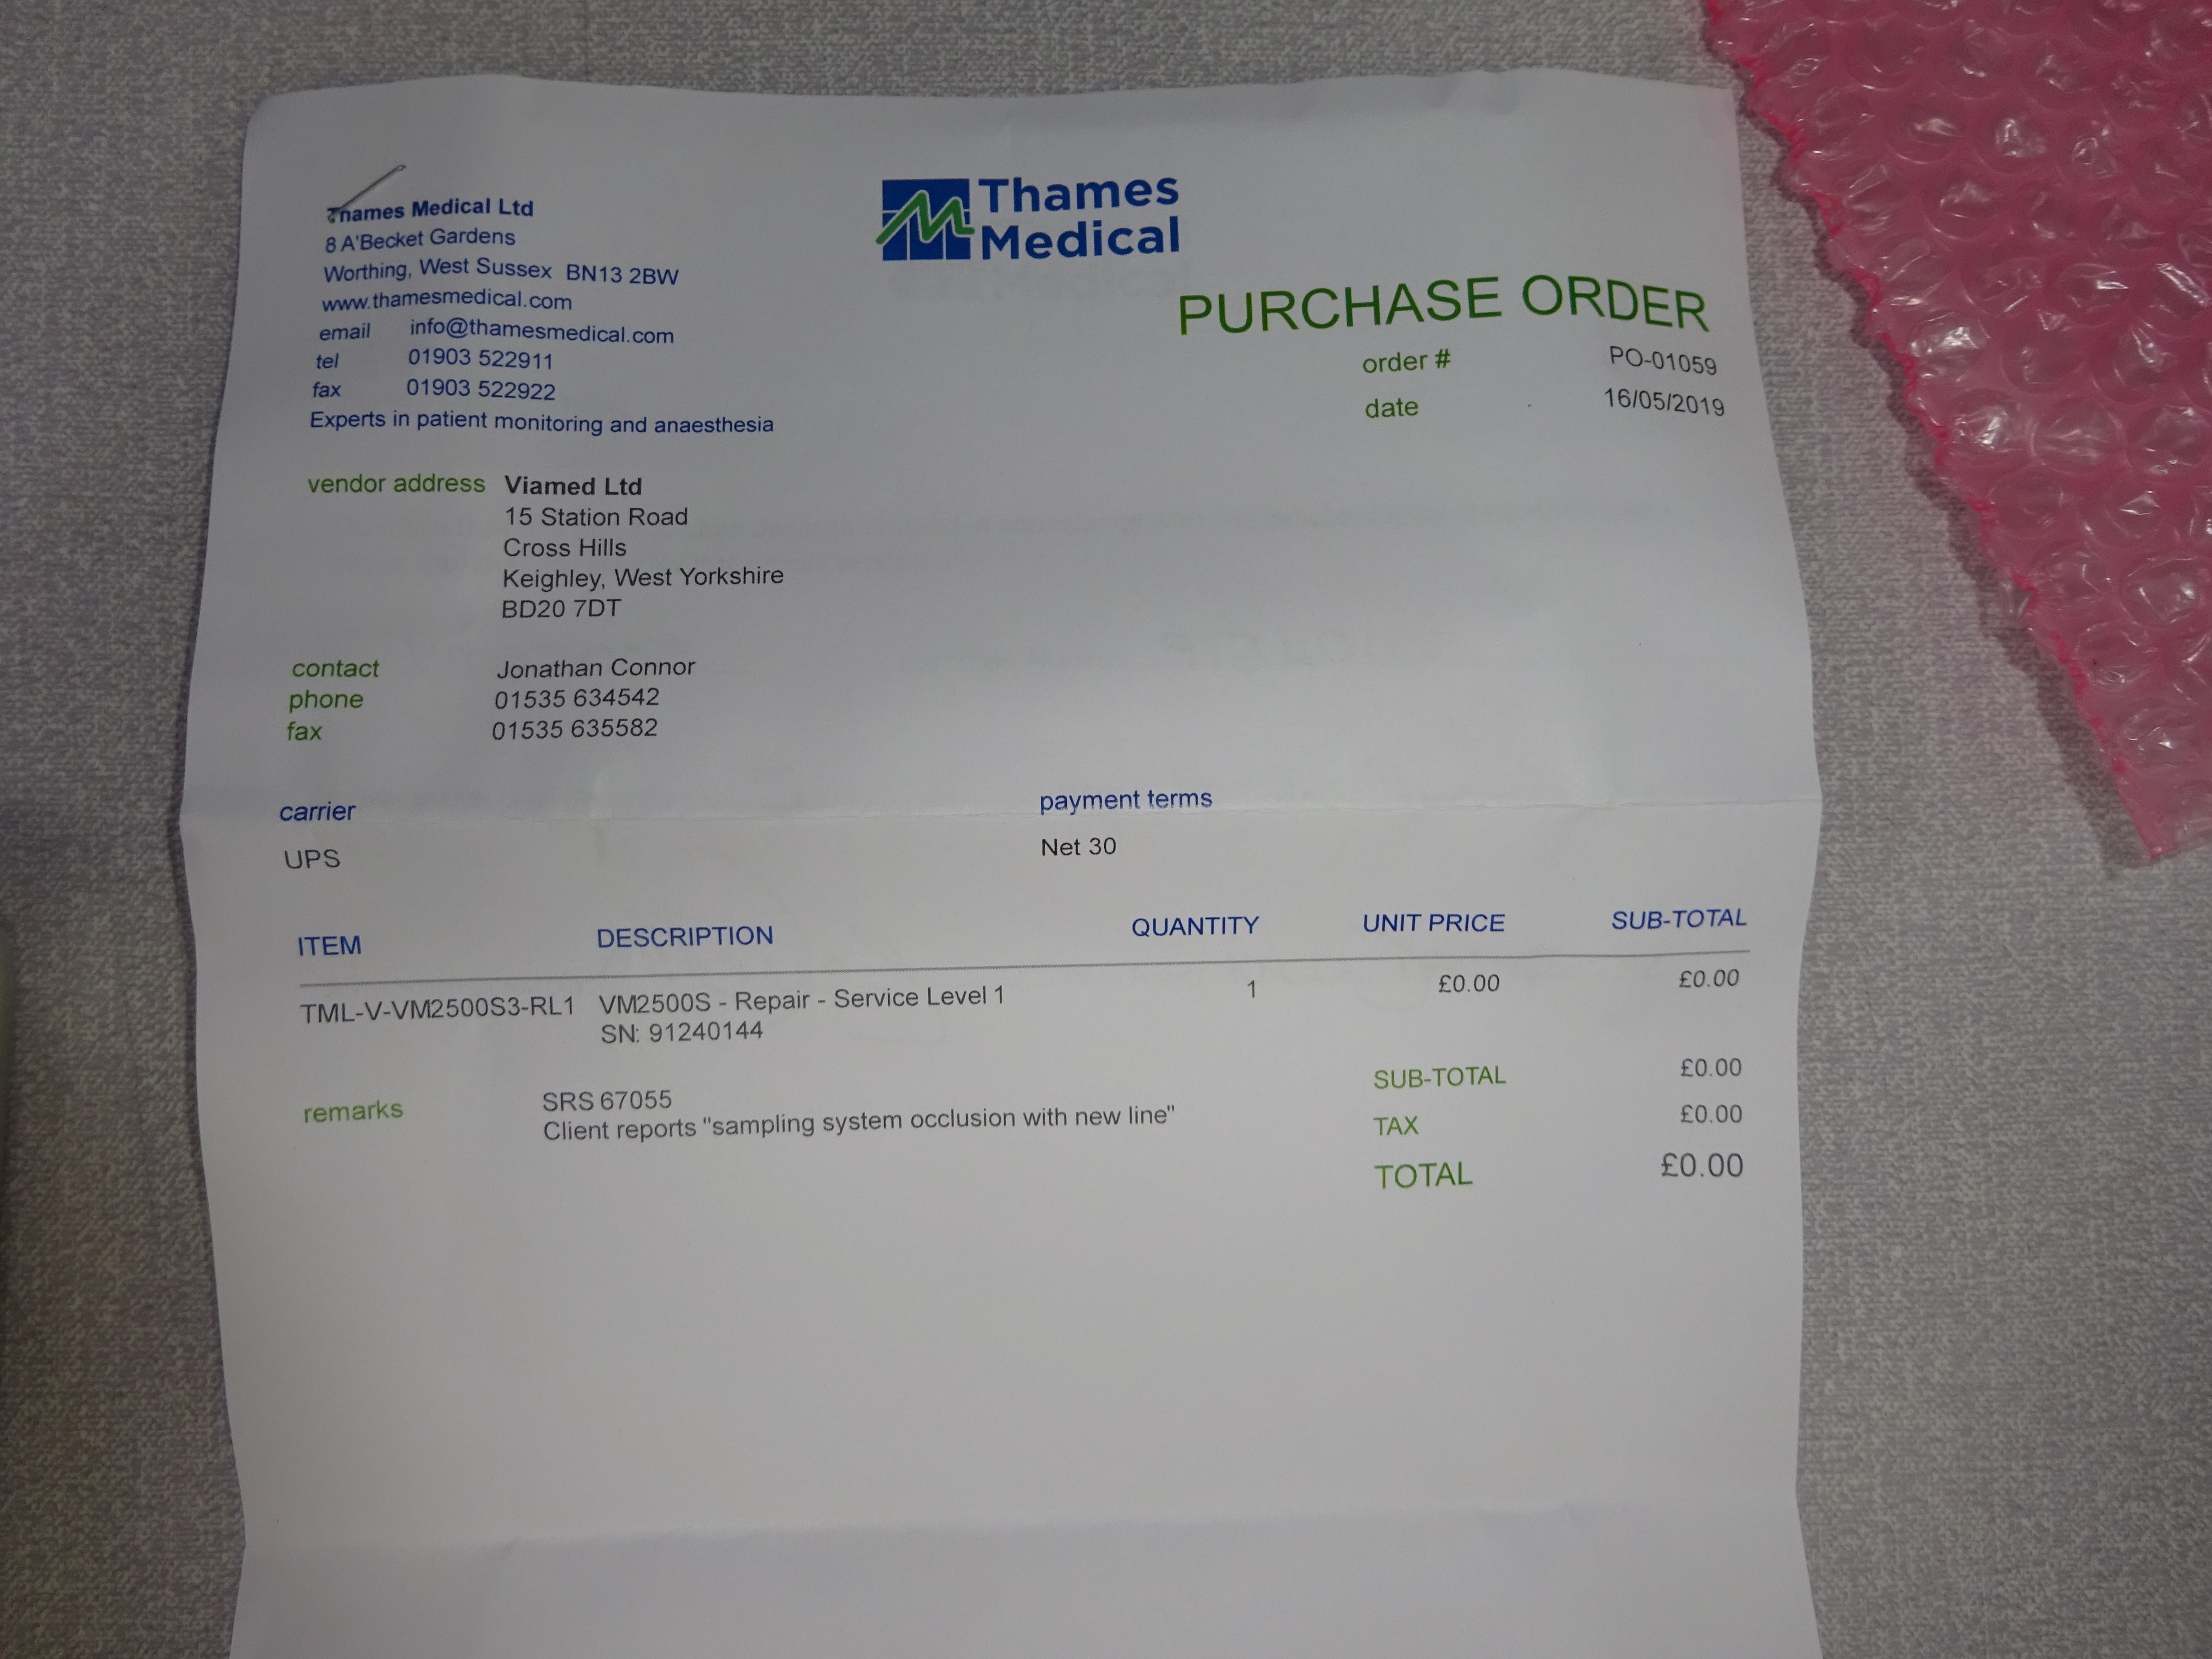 Thames Medical Ltd
8 A'Becket Gardens
Worthing, West Sussex BN13 2BW
www.thamesmedical.com
email info@thamesmedical.com
tel 01903 522911
fax 01903 522922
Experts in patient monitoring and anaesthesia
Thames
Medical
PURCHASE ORDER
order # PO-01059
date 16/05/2019
vendor address Viamed Ltd
15 Station Road
Cross Hills
Keighley, West Yorkshire
BD20 7DT
contact Jonathan Connor
phone 01535 634542
fax 01535 635582
carrier payment terms
UPS Net 30
ITEM DESCRIPTION QUANTITY UNIT PRICE SUB-TOTAL
TML-V-VM2500S3-RL1 VM2500S - Repair - Service Level 1 1 £0.00 £0.00
SN: 91240144
remarks SRS 67055
Client reports "sampling system occlusion with new line"
SUB-TOTAL £0.00
TAX £0.00
TOTAL £0.00